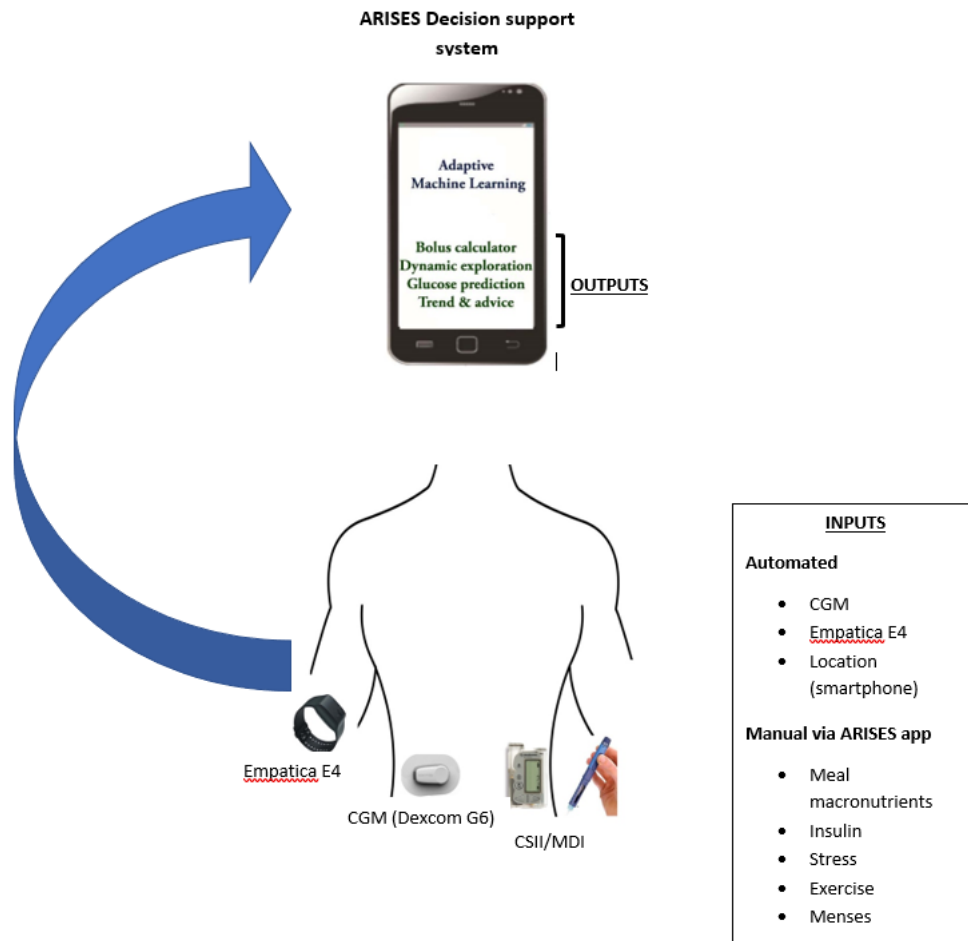 ARISES Decision support
system
Adaptive
Machine Learning
Bolus calculator
Dynamic exploration
Glucose prediction
Trend & advice
OUTPUTS
INPUTS
Automated
• CGM
• Empatica E4
• Location
(smartphone)
Manual via ARISES app
• Meal
macronutrients
• Insulin
• Stress
• Exercise
• Menses
Empatica E4
CGM (Dexcom G6)
CSII/MDI